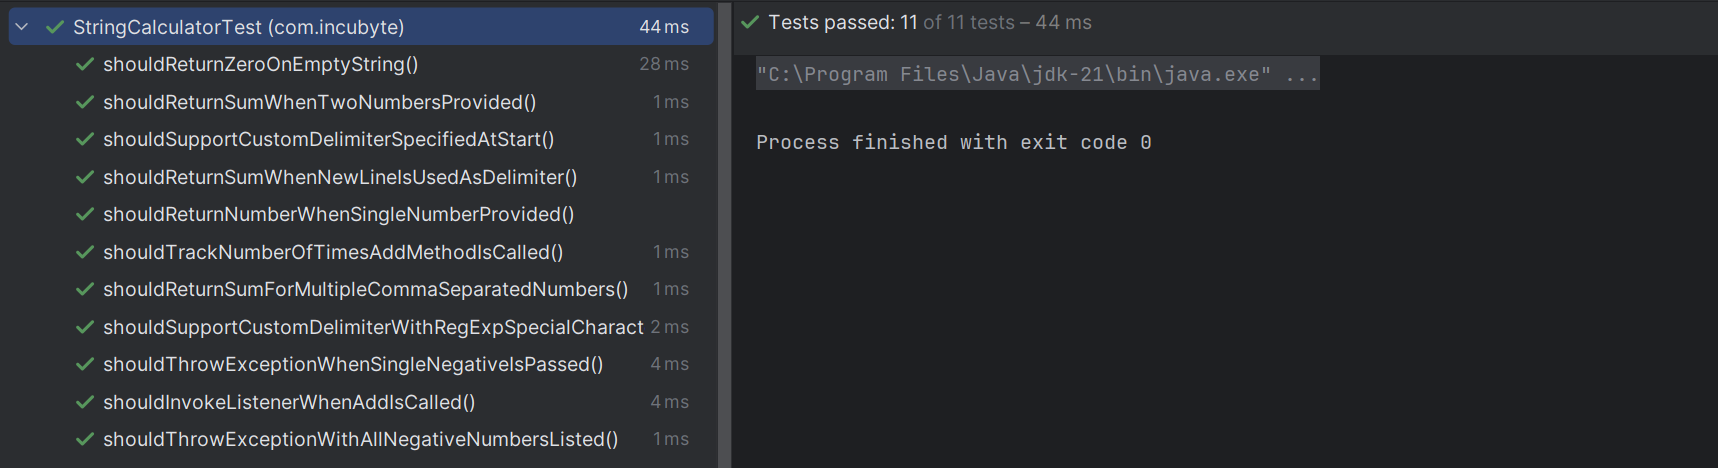 StringCalculatorTest (com.incubyte) 44 ms
shouldReturnZeroOnEmptyString() 28 ms
shouldReturnSumWhenTwoNumbersProvided() 1 ms
shouldSupportCustomDelimiterSpecifiedAtStart() 1 ms
shouldReturnSumWhenNewLineIsUsedAsDelimiter() 1 ms
shouldReturnNumberWhenSingleNumberProvided()
shouldTrackNumberOfTimesAddMethodIsCalled() 1 ms
shouldReturnSumForMultipleCommaSeparatedNumbers() 1 ms
shouldSupportCustomDelimiterWithRegExpSpecialCharact 2 ms
shouldThrowExceptionWhenSingleNegativeIsPassed() 4 ms
shouldInvokeListenerWhenAddIsCalled() 4 ms
shouldThrowExceptionWithAllNegativeNumbersListed() 1 ms
Tests passed: 11 of 11 tests – 44 ms
"C:\Program Files\Java\jdk-21\bin\java.exe" ...
Process finished with exit code 0